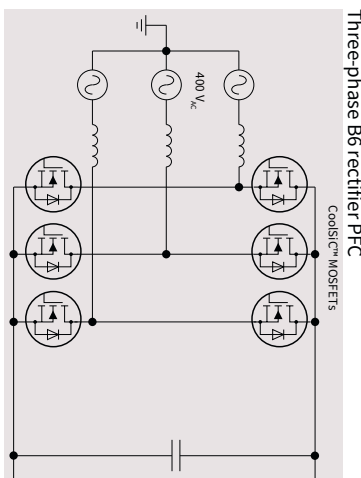 Three-phase B6 rectifier PFC
CoolSiC™ MOSFETs
400 VAC